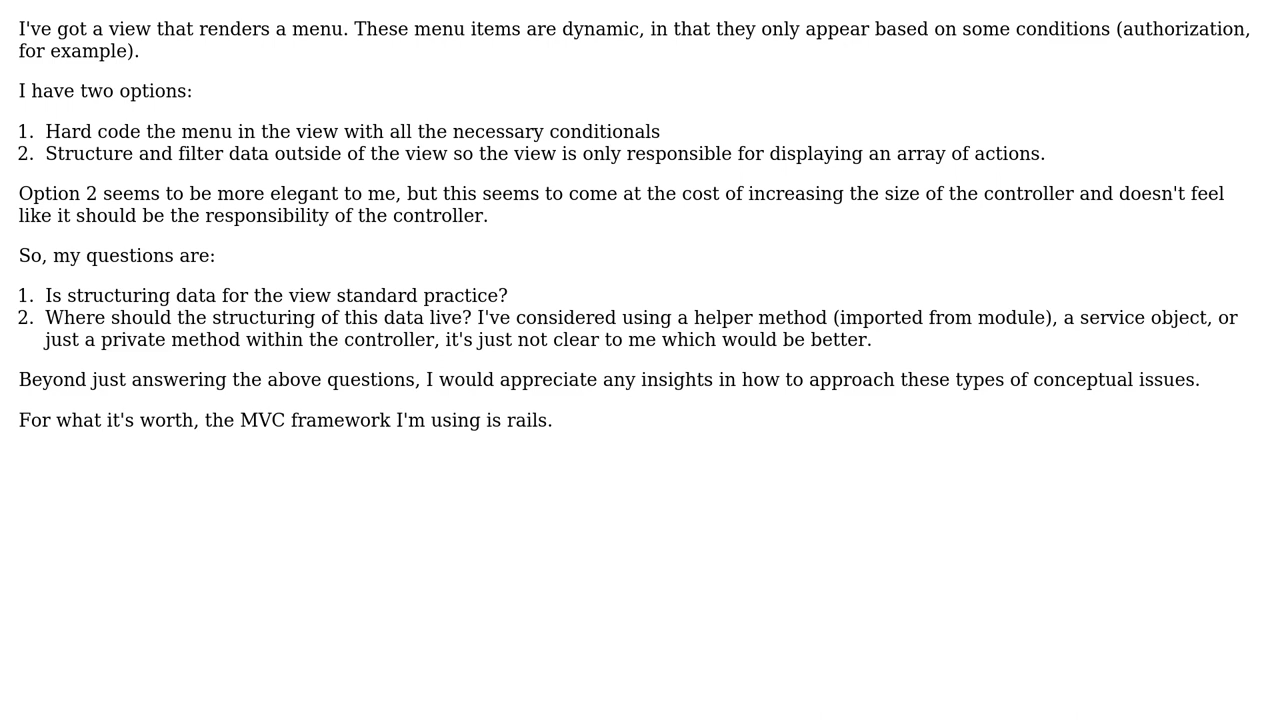 I've got a view that renders a menu. These menu items are dynamic, in that they only appear based on some conditions (authorization,
for example).
I have two options:
1. Hard code the menu in the view with all the necessary conditionals
2. Structure and filter data outside of the view so the view is only responsible for displaying an array of actions.
Option 2 seems to be more elegant to me, but this seems to come at the cost of increasing the size of the controller and doesn't feel
like it should be the responsibility of the controller.
So, my questions are:
1. Is structuring data for the view standard practice?
2. Where should the structuring of this data live? I've considered using a helper method (imported from module), a service object, or
just a private method within the controller, it's just not clear to me which would be better.
Beyond just answering the above questions, I would appreciate any insights in how to approach these types of conceptual issues.
For what it's worth, the MVC framework I'm using is rails.